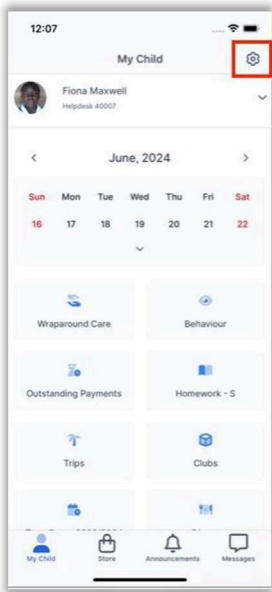 12:07
My Child
Fiona Maxwell
Helpdesk 40007
June, 2024
Sun Mon Tue Wed Thu Fri Sat
16 17 18 19 20 21 22
Wraparound Care Behaviour
Outstanding Payments Homework - S
Trips Clubs
My Child Store Announcements Messages